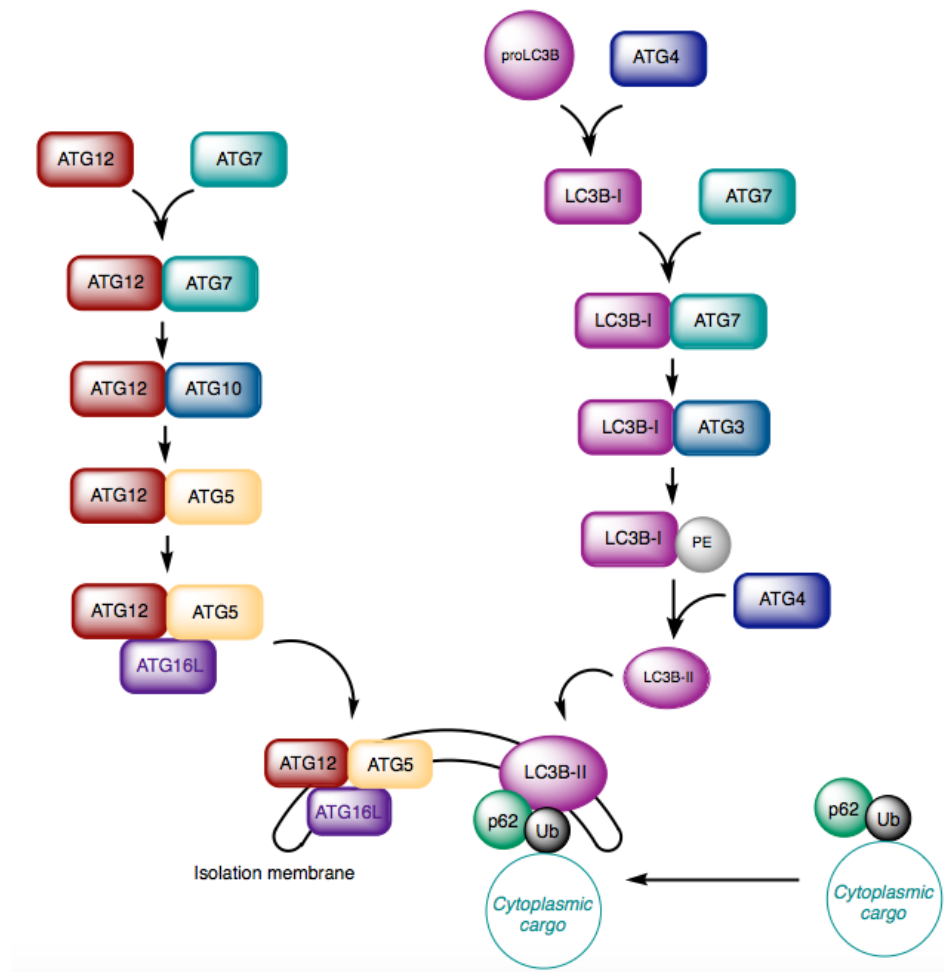 proLC3B
ATG4
ATG12
ATG7
LC3B-I
ATG7
ATG12
ATG7
LC3B-I
ATG7
ATG12
ATG10
LC3B-I
ATG3
ATG12
ATG5
LC3B-I
PE
ATG12
ATG5
ATG16L
ATG4
LC3B-II
ATG12
ATG5
ATG16L
LC3B-II
p62
Ub
p62
Ub
Isolation membrane
Cytoplasmic
cargo
Cytoplasmic
cargo